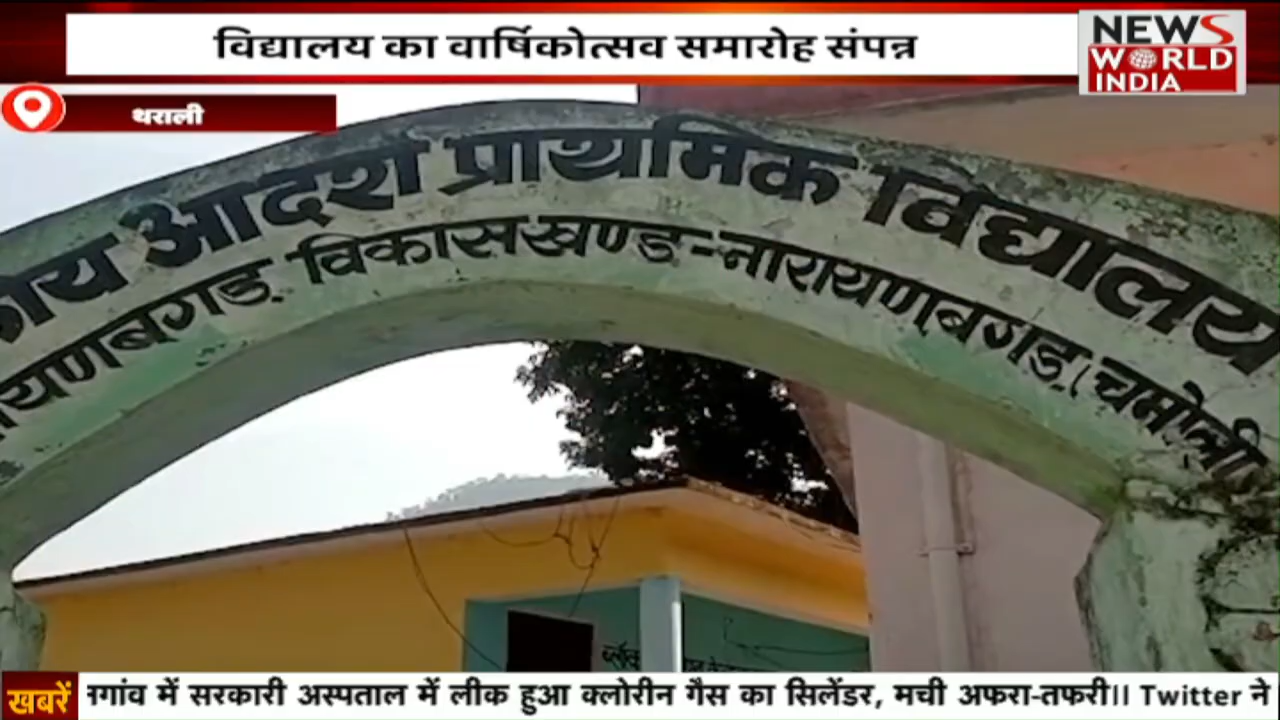 विद्यालय का वार्षिकोत्सव समारोह संपन्न
NEWS
WORLD
INDIA
थराली
आदर्श प्राथमिक विद्यालय
विकासखण्ड-नारायणबगड़ (चमोली
खबरें
में सरकारी अस्पताल में लीक हुआ क्लोरीन गैस का सिलेंडर, मची अफरा-तफरी।। Twitter ने